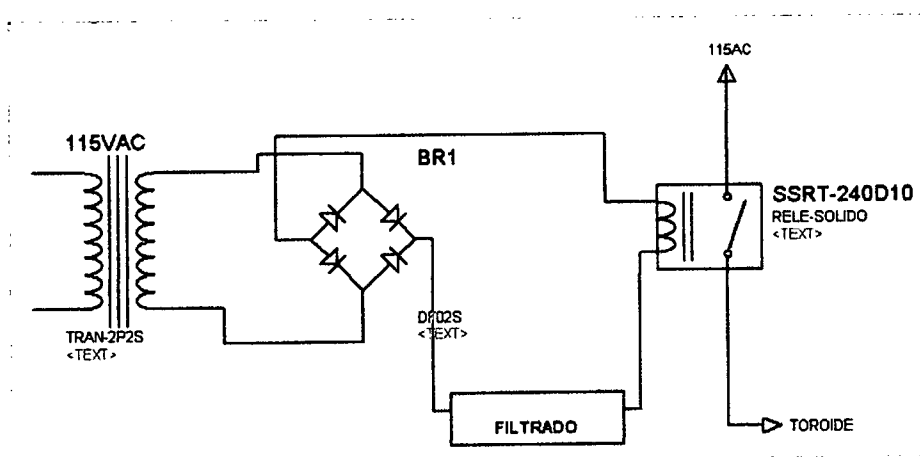 115AC
115VAC
BR1
SSRT-240D10
RELE-SOLIDO
<TEXT>
DF02S
<TEXT>
TRAN-2P2S
<TEXT>
FILTRADO
TOROIDE